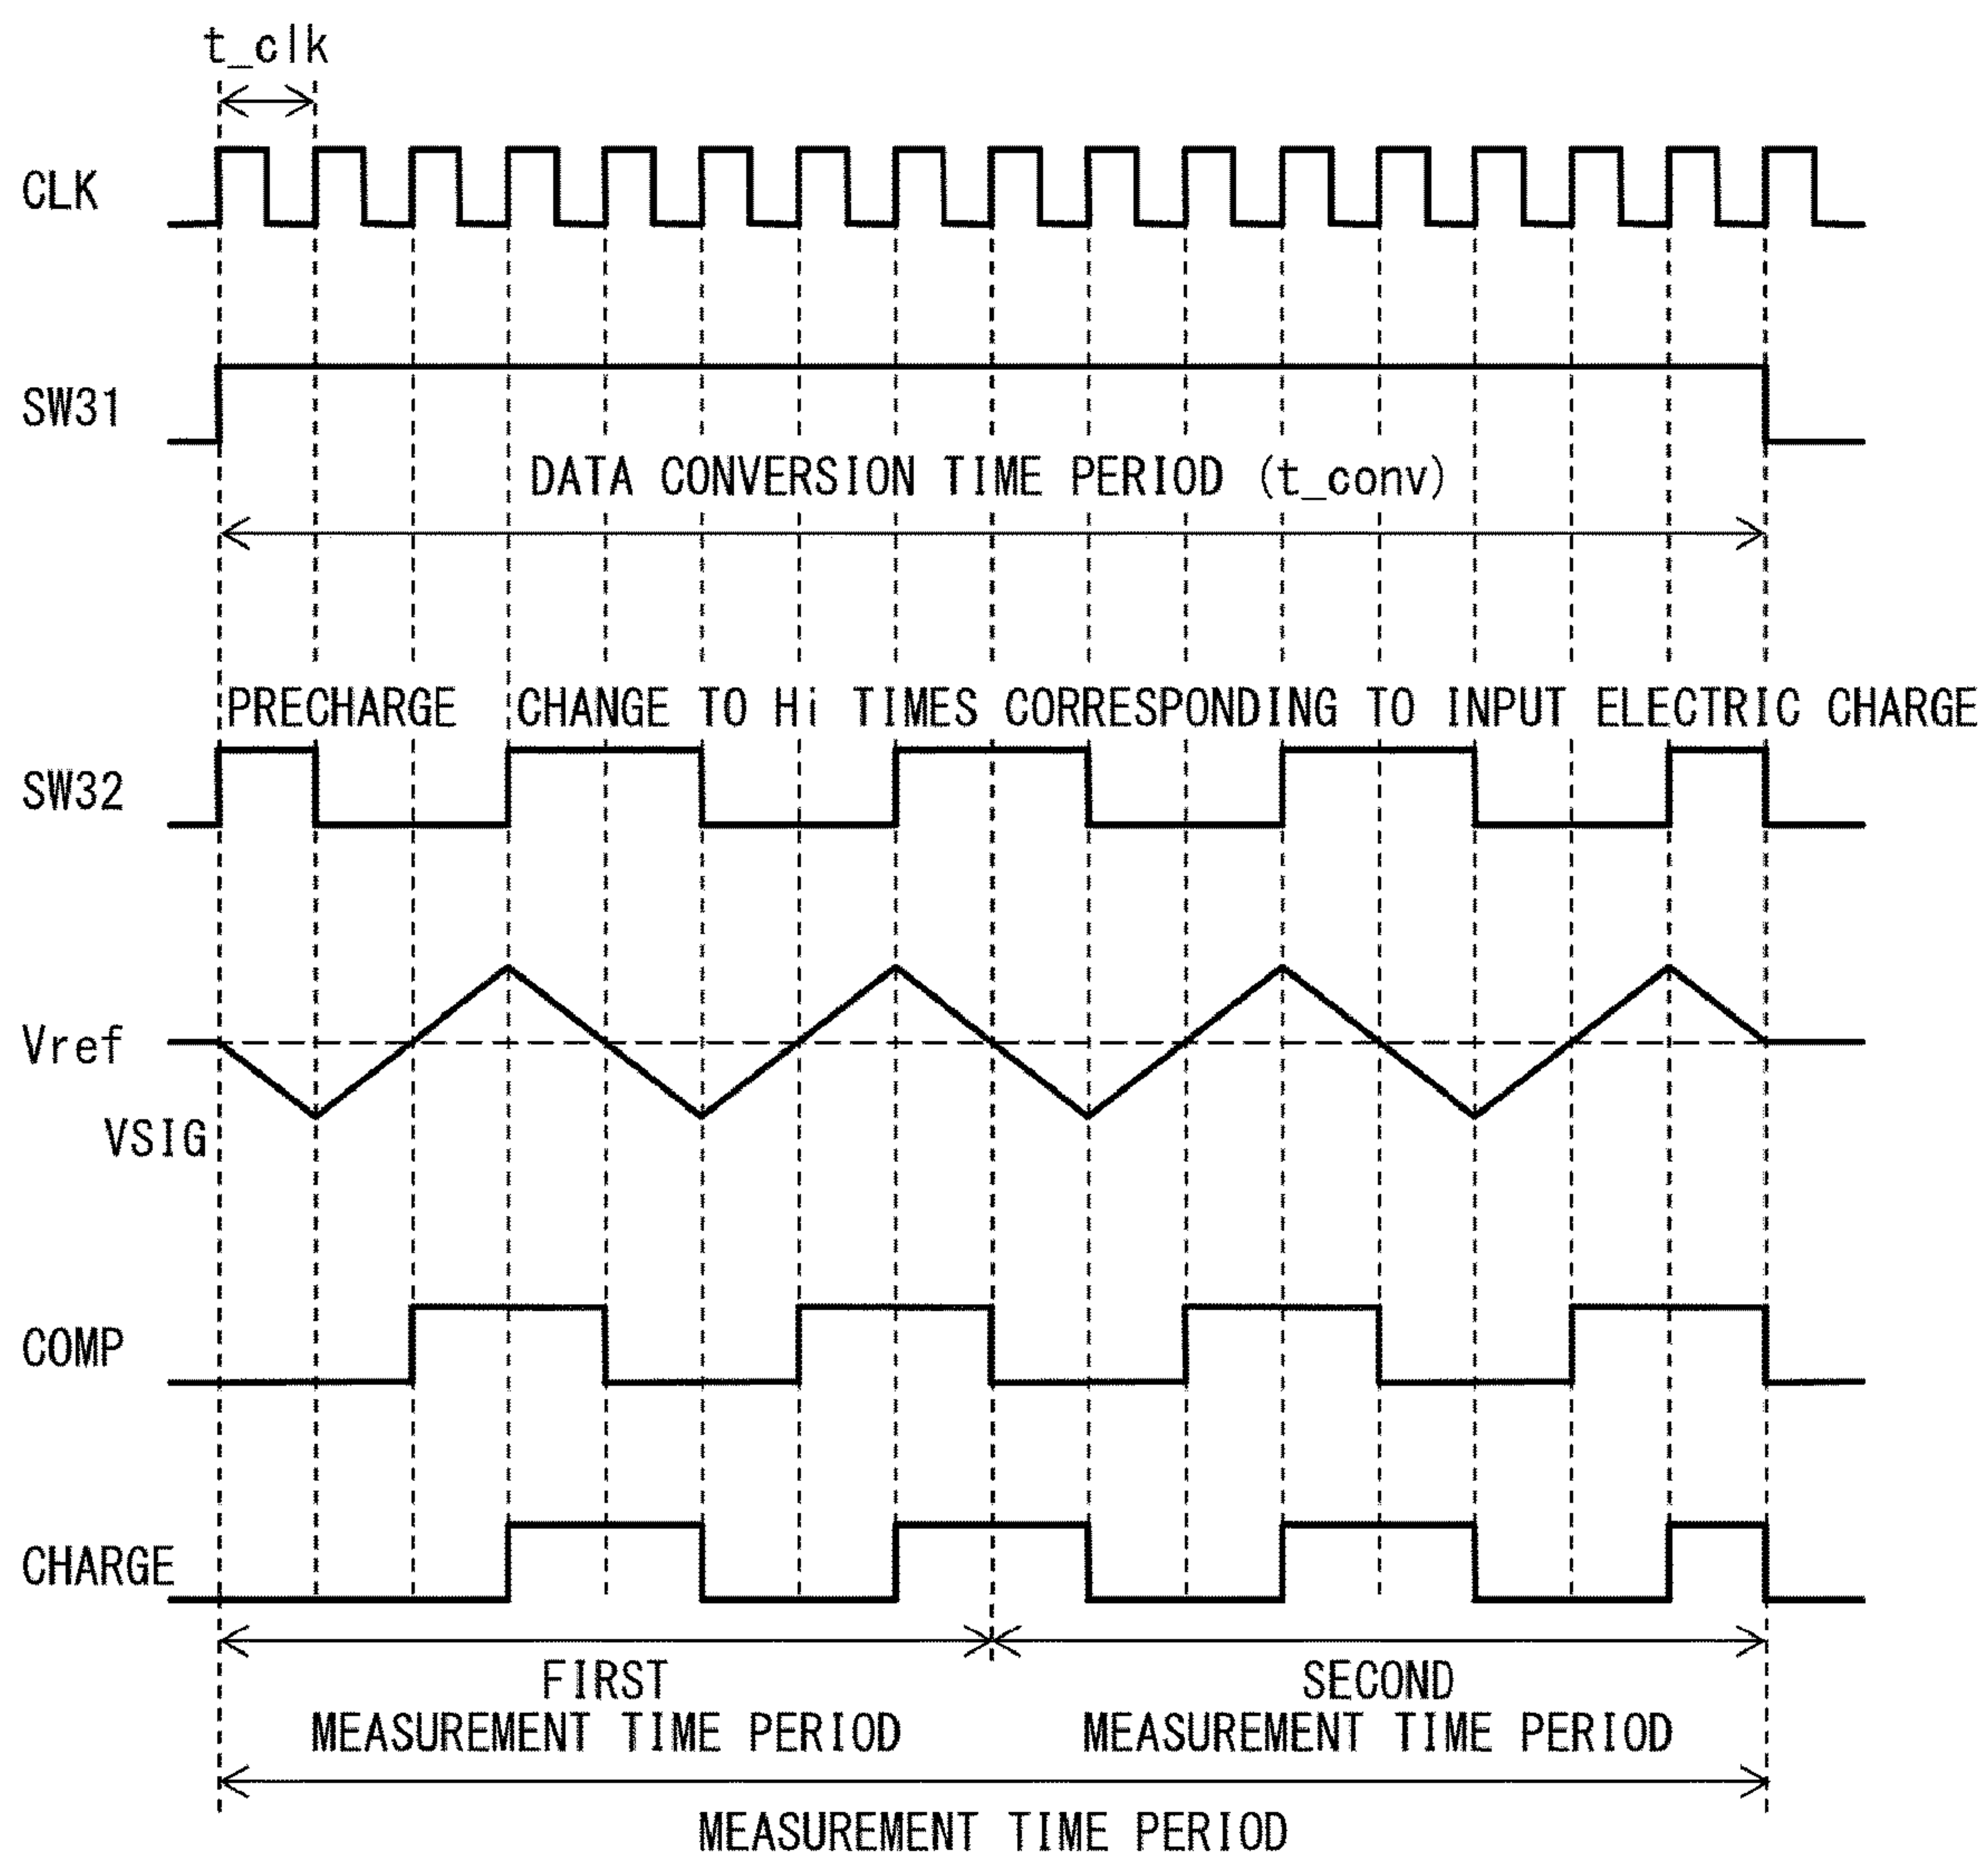 t_clk
CLK
SW31
DATA CONVERSION TIME PERIOD (t_conv)
PRECHARGE CHANGE TO Hi TIMES CORRESPONDING TO INPUT ELECTRIC CHARGE
SW32
Vref
VSIG
COMP
CHARGE
FIRST
MEASUREMENT TIME PERIOD
SECOND
MEASUREMENT TIME PERIOD
MEASUREMENT TIME PERIOD